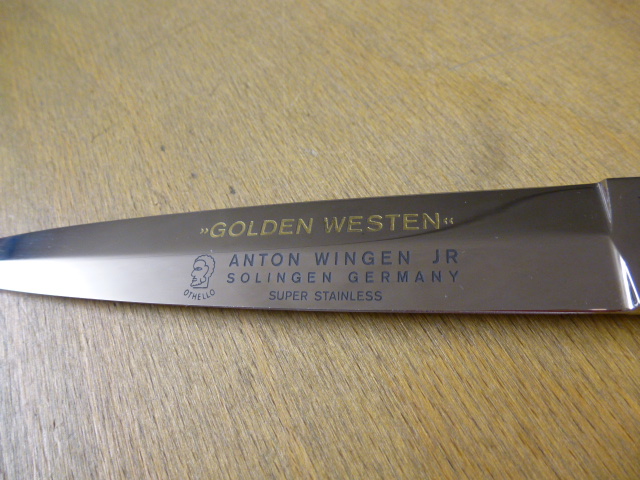 »GOLDEN WESTEN«
ANTON WINGEN JR
SOLINGEN GERMANY
OTHELLO
SUPER STAINLESS